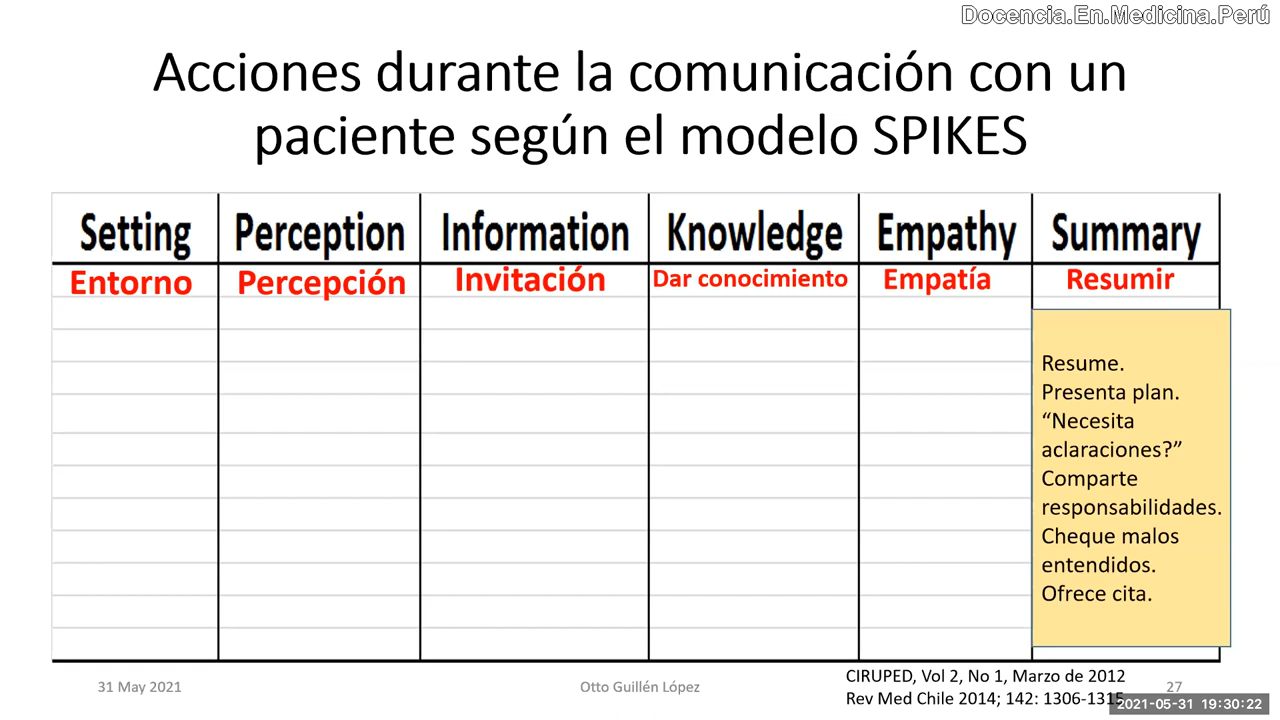 Docencia.En.Medicina.Perú
Acciones durante la comunicación con un
paciente según el modelo SPIKES
Setting Perception Information Knowledge Empathy Summary
Entorno Percepción Invitación Dar conocimiento Empatía Resumir
Resume.
Presenta plan.
“Necesita
aclaraciones?”
Comparte
responsabilidades.
Cheque malos
entendidos.
Ofrece cita.
31 May 2021
Otto Guillén López
CIRUPED, Vol 2, No 1, Marzo de 2012
Rev Med Chile 2014; 142: 1306-1315
27
2021-05-31 19:30:22